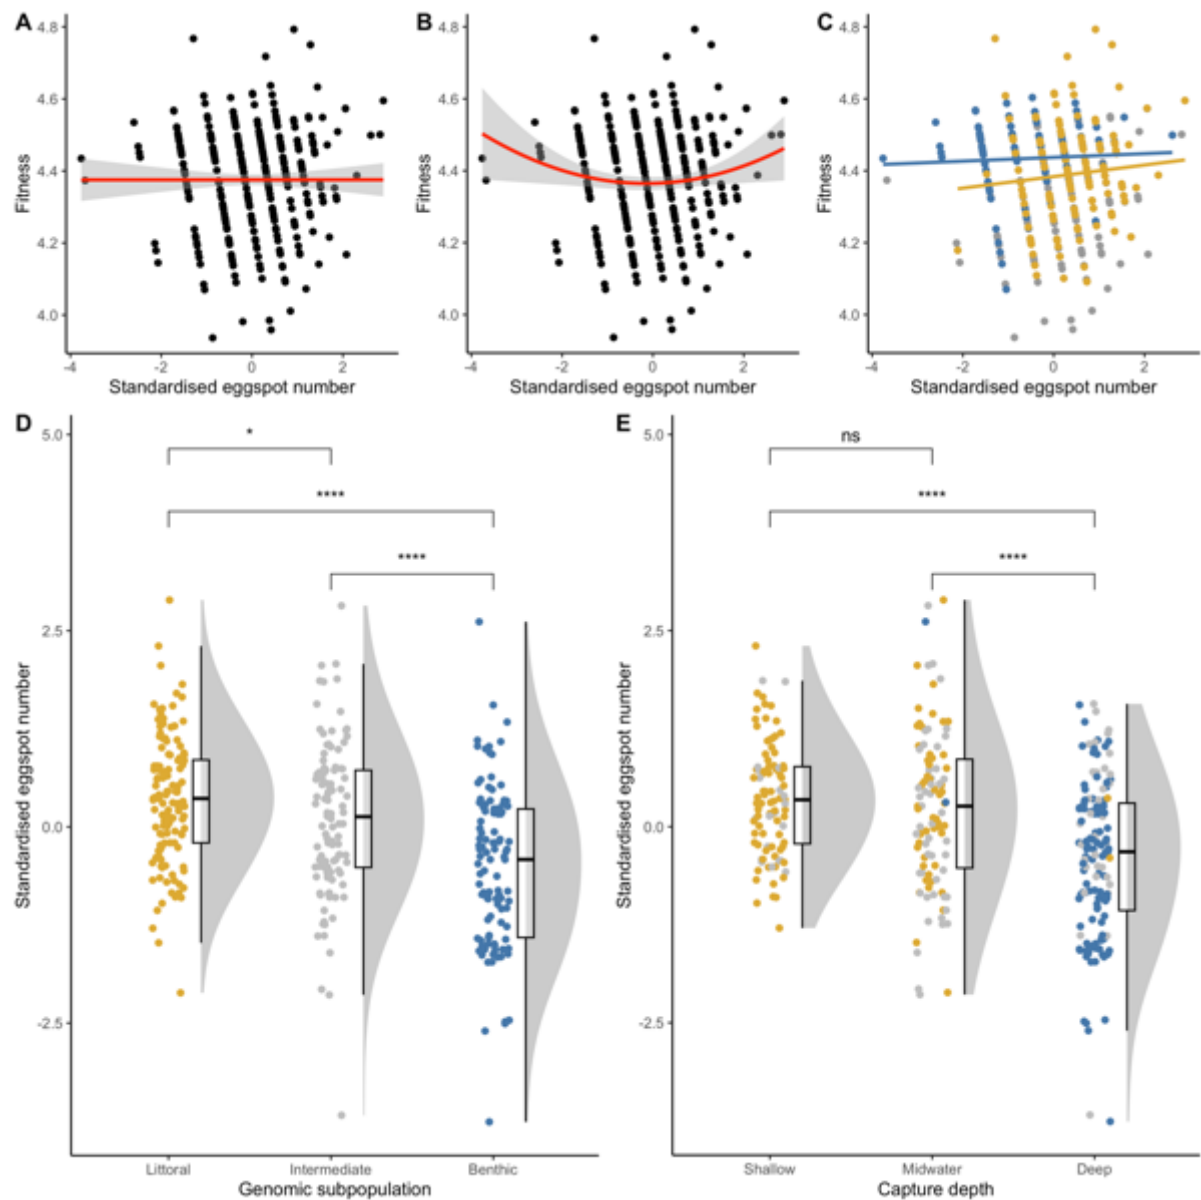 A
B
C
4.8
4.6
4.4
4.2
4.0
Fitness
-4
-2
0
2
Standardised eggspot number
4.8
4.6
4.4
4.2
4.0
Fitness
-4
-2
0
2
Standardised eggspot number
4.8
4.6
4.4
4.2
4.0
Fitness
-4
-2
0
2
Standardised eggspot number
D
5.0
2.5
0.0
-2.5
Standardised eggspot number
*
****
****
Littoral
Intermediate
Benthic
Genomic subpopulation
E
5.0
2.5
0.0
-2.5
Standardised eggspot number
ns
****
****
Shallow
Midwater
Deep
Capture depth